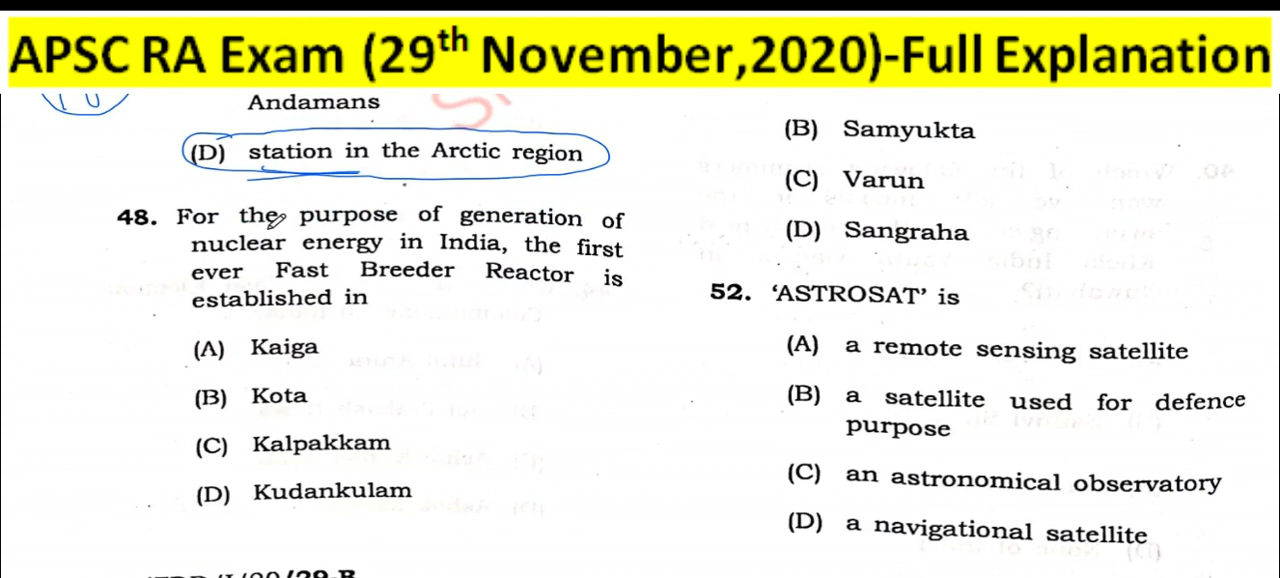 APSC RA Exam (29th November,2020)-Full Explanation
Andamans
(D) station in the Arctic region
48. For the purpose of generation of
nuclear energy in India, the first
ever Fast Breeder Reactor is
established in
(A) Kaiga
(B) Kota
(C) Kalpakkam
(D) Kudankulam
(B) Samyukta
(C) Varun
(D) Sangraha
52. ‘ASTROSAT’ is
(A) a remote sensing satellite
(B) a satellite used for defence
purpose
(C) an astronomical observatory
(D) a navigational satellite